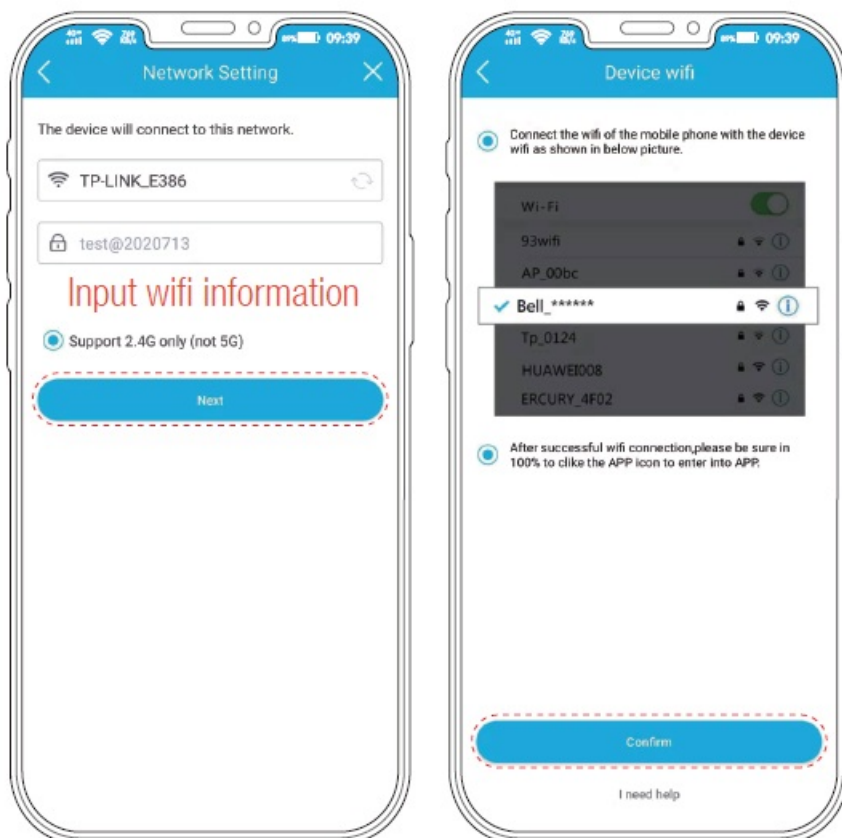 09:39
Network Setting
The device will connect to this network.
TP-LINK_E386
test@2020713
Input wifi information
Support 2.4G only (not 5G)
Next
09:39
Device wifi
Connect the wifi of the mobile phone with the device
wifi as shown in below picture.
Wi-Fi
93wifi
AP_00bc
Bell_******
Tp_0124
HUAWEI008
ERCURY_4F02
After successful wifi connection,please be sure in
100% to clike the APP icon to enter into APP.
Confirm
I need help